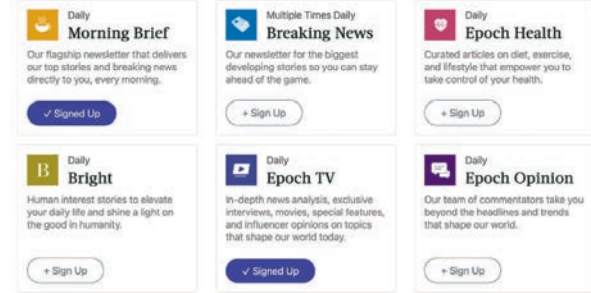 Daily
Morning Brief
Our flagship newsletter that delivers
our top stories and breaking news
directly to you, every morning.
✓ Signed Up
Multiple Times Daily
Breaking News
Our newsletter for the biggest
developing stories so you can stay
ahead of the game.
+ Sign Up
Daily
Epoch Health
Curated articles on diet, exercise,
and lifestyle that empower you to
take control of your health.
+ Sign Up
B
Daily
Bright
Human interest stories to elevate
your daily life and shine a light on
the good in humanity.
+ Sign Up
Daily
Epoch TV
In-depth news analysis, exclusive
interviews, movies, special features,
and influencer opinions on topics
that shape our world today.
✓ Signed Up
Daily
Epoch Opinion
Our team of commentators take you
beyond the headlines and trends
that shape our world.
+ Sign Up